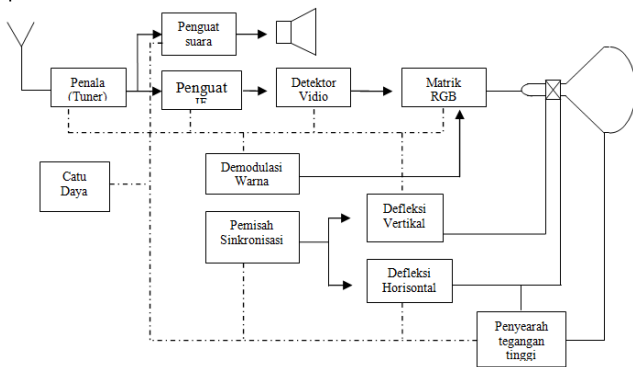 Penguat
suara
Penala
(Tuner)
Penguat
IF
Detektor
Vidio
Matrik
RGB
Catu
Daya
Demodulasi
Warna
Pemisah
Sinkronisasi
Defleksi
Vertikal
Defleksi
Horisontal
Penyearah
tegangan
tinggi